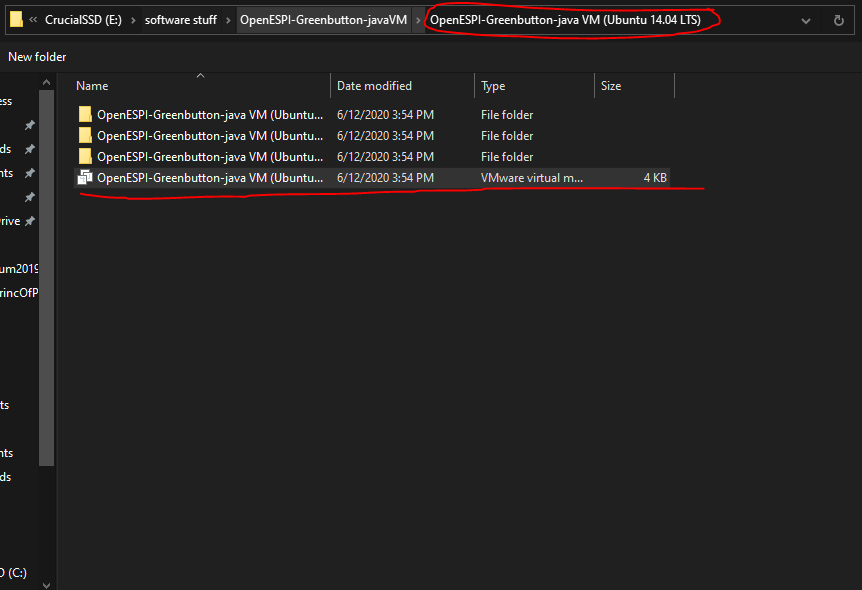 « CrucialSSD (E:) › software stuff › OpenESPI-Greenbutton-javaVM › OpenESPI-Greenbutton-java VM (Ubuntu 14.04 LTS)
New folder
Name Date modified Type Size
OpenESPI-Greenbutton-java VM (Ubuntu... 6/12/2020 3:54 PM File folder
ess
OpenESPI-Greenbutton-java VM (Ubuntu... 6/12/2020 3:54 PM File folder
ds OpenESPI-Greenbutton-java VM (Ubuntu... 6/12/2020 3:54 PM File folder
nts OpenESPI-Greenbutton-java VM (Ubuntu... 6/12/2020 3:54 PM VMware virtual m... 4 KB
rive
um2019
rincOfP
ts
nts
ds
D (C:)